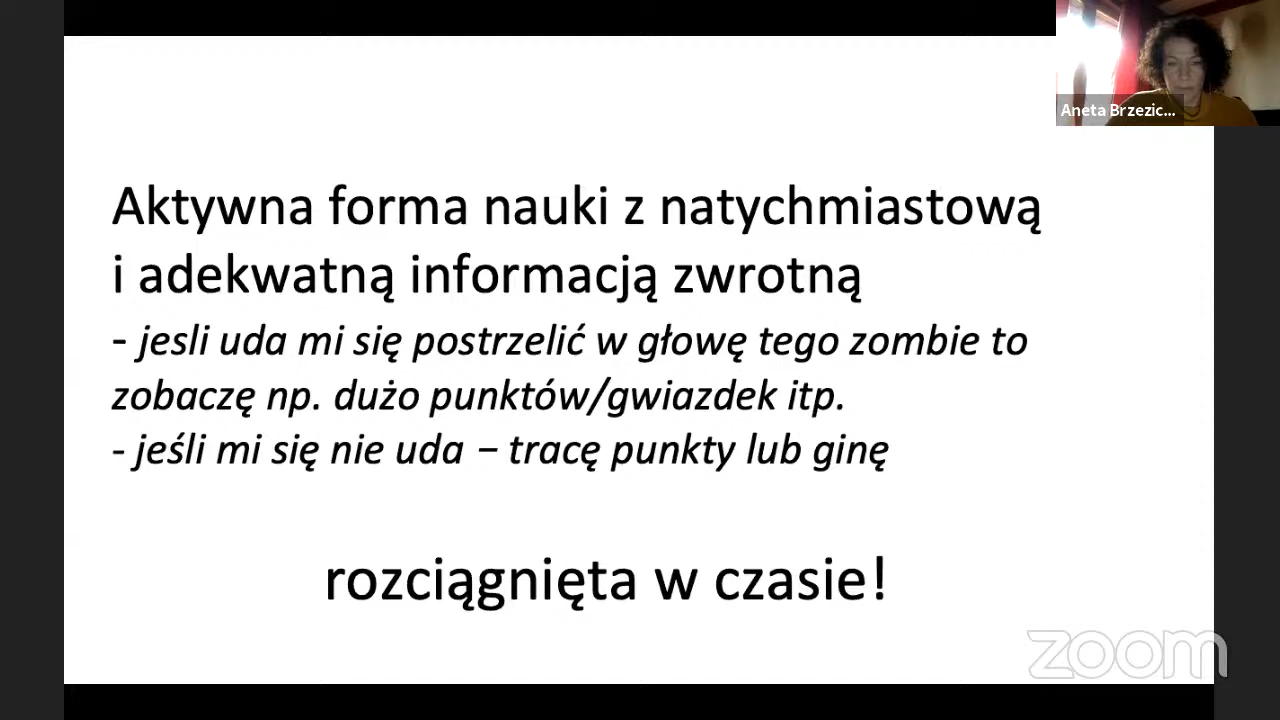 Aneta Brzezic...
Aktywna forma nauki z natychmiastową
i adekwatną informacją zwrotną
- jesli uda mi się postrzelić w głowę tego zombie to
zobaczę np. dużo punktów/gwiazdek itp.
- jeśli mi się nie uda – tracę punkty lub ginę
rozciągnięta w czasie!
zoom